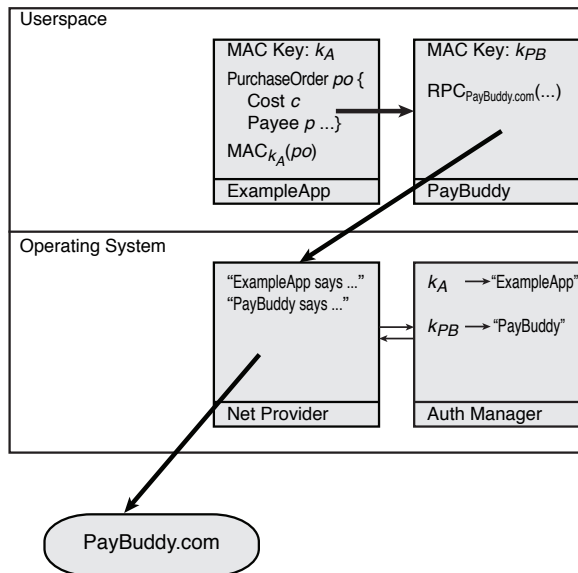 Userspace
MAC Key: kA
PurchaseOrder po {
Cost c
Payee p ...}
MACkA(po)
ExampleApp
MAC Key: kPB
RPCPayBuddy.com(...)
PayBuddy
Operating System
“ExampleApp says ...”
“PayBuddy says ...”
Net Provider
kA “ExampleApp”
kPB “PayBuddy”
Auth Manager
PayBuddy.com